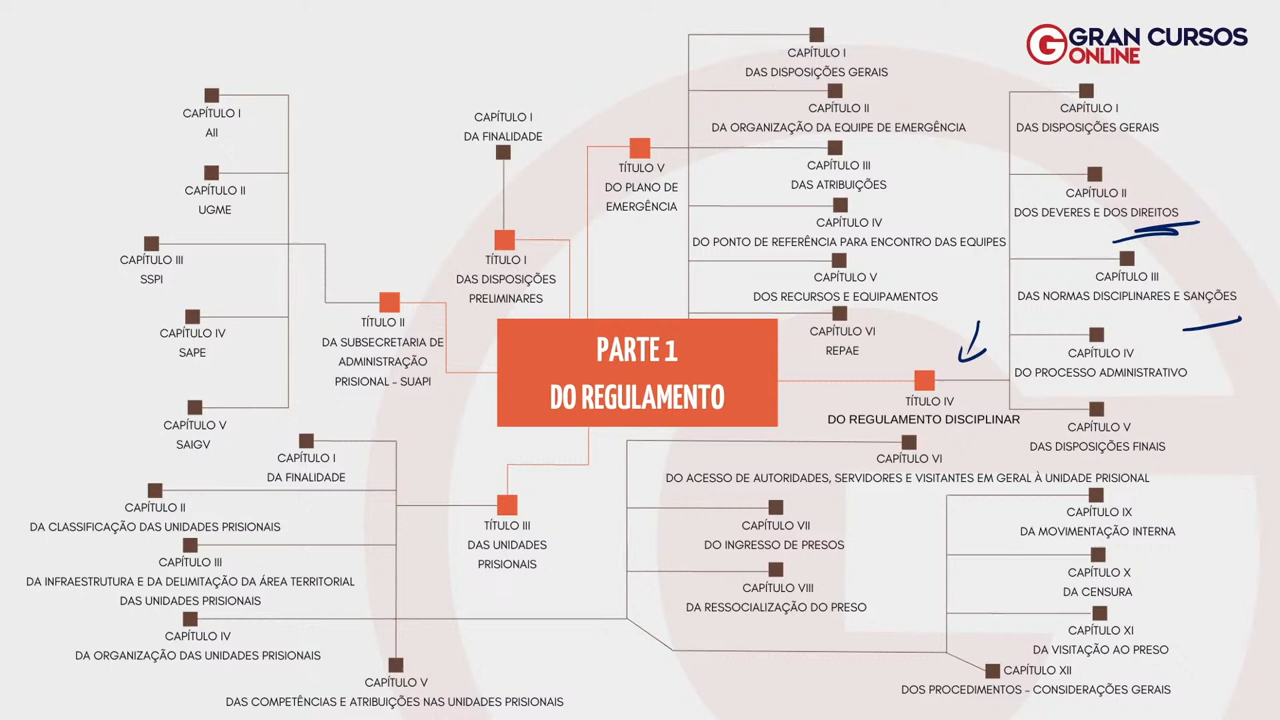 GRAN CURSOS
ONLINE
CAPÍTULO I
AII
CAPÍTULO II
UGME
CAPÍTULO III
SSPI
CAPÍTULO IV
SAPE
CAPÍTULO V
SAIGV
TÍTULO II
DA SUBSECRETARIA DE
ADMINISTRAÇÃO
PRISIONAL - SUAPI
CAPÍTULO I
DA FINALIDADE
TÍTULO I
DAS DISPOSIÇÕES
PRELIMINARES
TÍTULO V
DO PLANO DE
EMERGÊNCIA
CAPÍTULO I
DAS DISPOSIÇÕES GERAIS
CAPÍTULO II
DA ORGANIZAÇÃO DA EQUIPE DE EMERGÊNCIA
CAPÍTULO III
DAS ATRIBUIÇÕES
CAPÍTULO IV
DO PONTO DE REFERÊNCIA PARA ENCONTRO DAS EQUIPES
CAPÍTULO V
DOS RECURSOS E EQUIPAMENTOS
CAPÍTULO VI
REPAE
CAPÍTULO I
DAS DISPOSIÇÕES GERAIS
CAPÍTULO II
DOS DEVERES E DOS DIREITOS
CAPÍTULO III
DAS NORMAS DISCIPLINARES E SANÇÕES
CAPÍTULO IV
DO PROCESSO ADMINISTRATIVO
CAPÍTULO V
DAS DISPOSIÇÕES FINAIS
PARTE 1
DO REGULAMENTO
TÍTULO IV
DO REGULAMENTO DISCIPLINAR
CAPÍTULO I
DA FINALIDADE
CAPÍTULO II
DA CLASSIFICAÇÃO DAS UNIDADES PRISIONAIS
CAPÍTULO III
DA INFRAESTRUTURA E DA DELIMITAÇÃO DA ÁREA TERRITORIAL
DAS UNIDADES PRISIONAIS
CAPÍTULO IV
DA ORGANIZAÇÃO DAS UNIDADES PRISIONAIS
CAPÍTULO V
DAS COMPETÊNCIAS E ATRIBUIÇÕES NAS UNIDADES PRISIONAIS
TÍTULO III
DAS UNIDADES
PRISIONAIS
CAPÍTULO VI
DO ACESSO DE AUTORIDADES, SERVIDORES E VISITANTES EM GERAL À UNIDADE PRISIONAL
CAPÍTULO VII
DO INGRESSO DE PRESOS
CAPÍTULO VIII
DA RESSOCIALIZAÇÃO DO PRESO
CAPÍTULO IX
DA MOVIMENTAÇÃO INTERNA
CAPÍTULO X
DA CENSURA
CAPÍTULO XI
DA VISITAÇÃO AO PRESO
CAPÍTULO XII
DOS PROCEDIMENTOS - CONSIDERAÇÕES GERAIS